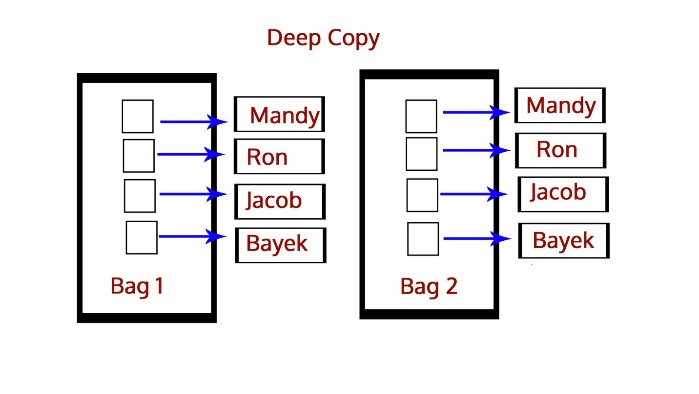 Deep Copy
Mandy
Ron
Jacob
Bayek
Bag 1
Mandy
Ron
Jacob
Bayek
Bag 2